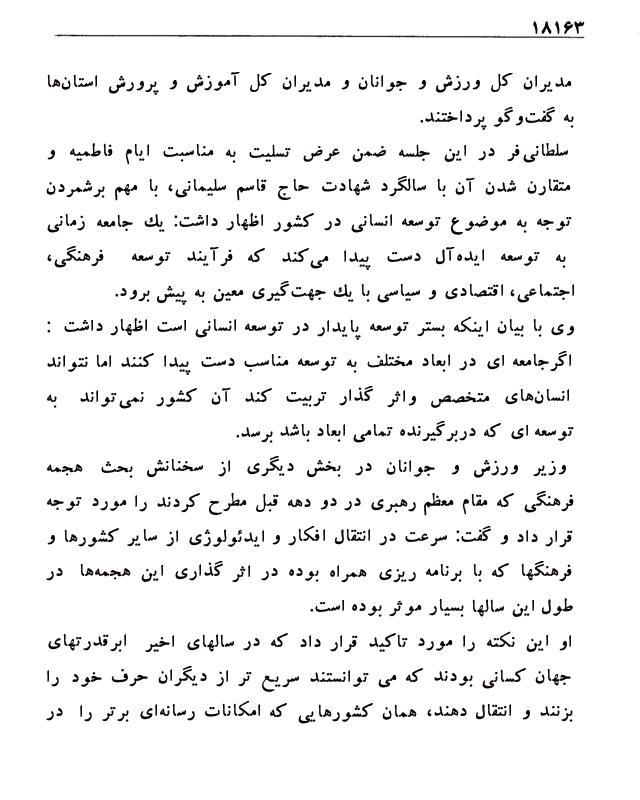 ۱۸۱۶۳
مدیران کل ورزش و جوانان و مدیران کل آموزش و پرورش استان‌ها
به گفت‌وگو پرداختند.
سلطانی‌فر در این جلسه ضمن عرض تسلیت به مناسبت ایام فاطمیه و
متقارن شدن آن با سالگرد شهادت حاج قاسم سلیمانی، با مهم برشمردن
توجه به موضوع توسعه انسانی در کشور اظهار داشت: یك جامعه زمانی
به توسعه ایده‌آل دست پیدا می‌کند که فرآیند توسعه فرهنگی،
اجتماعی، اقتصادی و سیاسی با یك جهت‌گیری معین به پیش برود.
وی با بیان اینکه بستر توسعه پایدار در توسعه انسانی است اظهار داشت :
اگرجامعه ای در ابعاد مختلف به توسعه مناسب دست پیدا کنند اما نتواند
انسان‌های متخصص واثر گذار تربیت کند آن کشور نمی‌تواند به
توسعه ای که دربرگیرنده تمامی ابعاد باشد برسد.
وزیر ورزش و جوانان در بخش دیگری از سخنانش بحث هجمه
فرهنگی که مقام معظم رهبری در دو دهه قبل مطرح کردند را مورد توجه
قرار داد و گفت: سرعت در انتقال افکار و ایدئولوژی از سایر کشورها و
فرهنگها که با برنامه ریزی همراه بوده در اثر گذاری این هجمه‌ها در
طول این سالها بسیار موثر بوده است.
او این نکته را مورد تاکید قرار داد که در سالهای اخیر ابرقدرتهای
جهان کسانی بودند که می توانستند سریع تر از دیگران حرف خود را
بزنند و انتقال دهند، همان کشورهایی که امکانات رسانه‌ای برتر را در